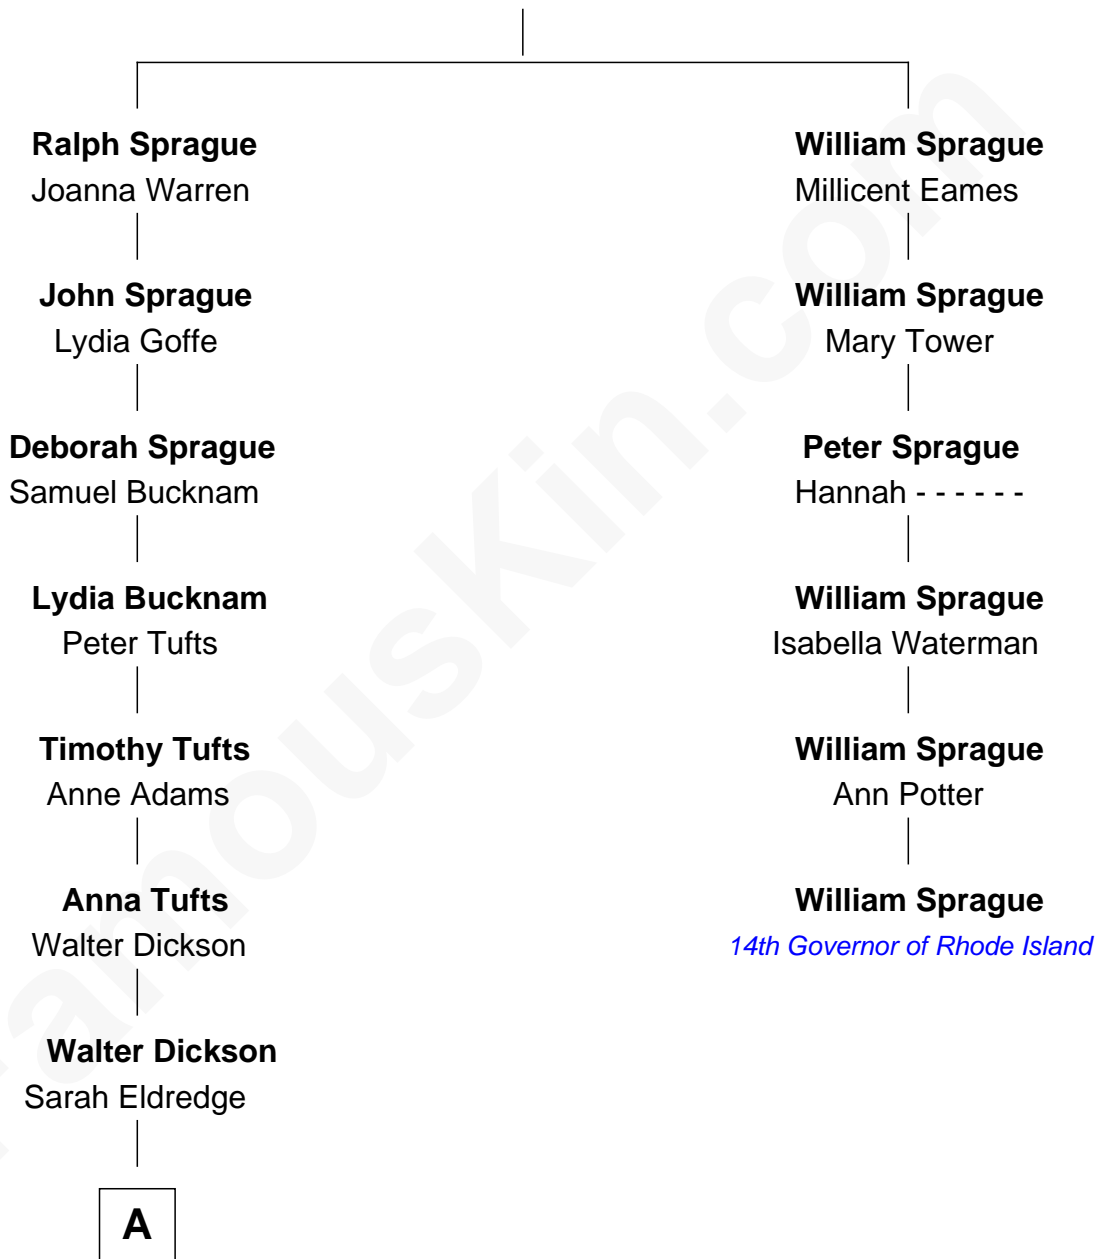 Ralph Sprague
Joanna Warren
John Sprague
Lydia Goffe
Deborah Sprague
Samuel Bucknam
Lydia Bucknam
Peter Tufts
Timothy Tufts
Anne Adams
Anna Tufts
Walter Dickson
Walter Dickson
Sarah Eldredge
A
William Sprague
Millicent Eames
William Sprague
Mary Tower
Peter Sprague
Hannah - - - - - -
William Sprague
Isabella Waterman
William Sprague
Ann Potter
William Sprague
14th Governor of Rhode Island
FamousKin.com